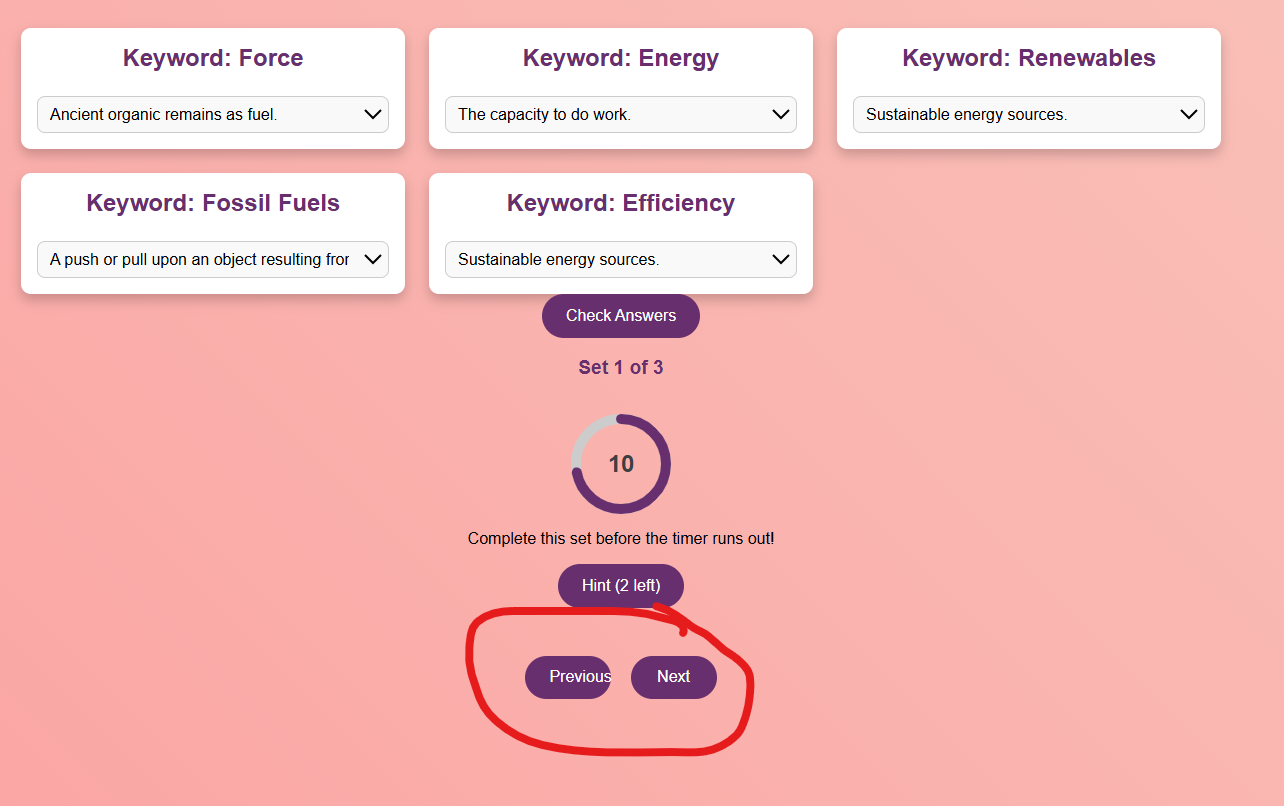 Keyword: Force
Ancient organic remains as fuel.
Keyword: Energy
The capacity to do work.
Keyword: Renewables
Sustainable energy sources.
Keyword: Fossil Fuels
A push or pull upon an object resulting from
Keyword: Efficiency
Sustainable energy sources.
Check Answers
Set 1 of 3
10
Complete this set before the timer runs out!
Hint (2 left)
Previous
Next